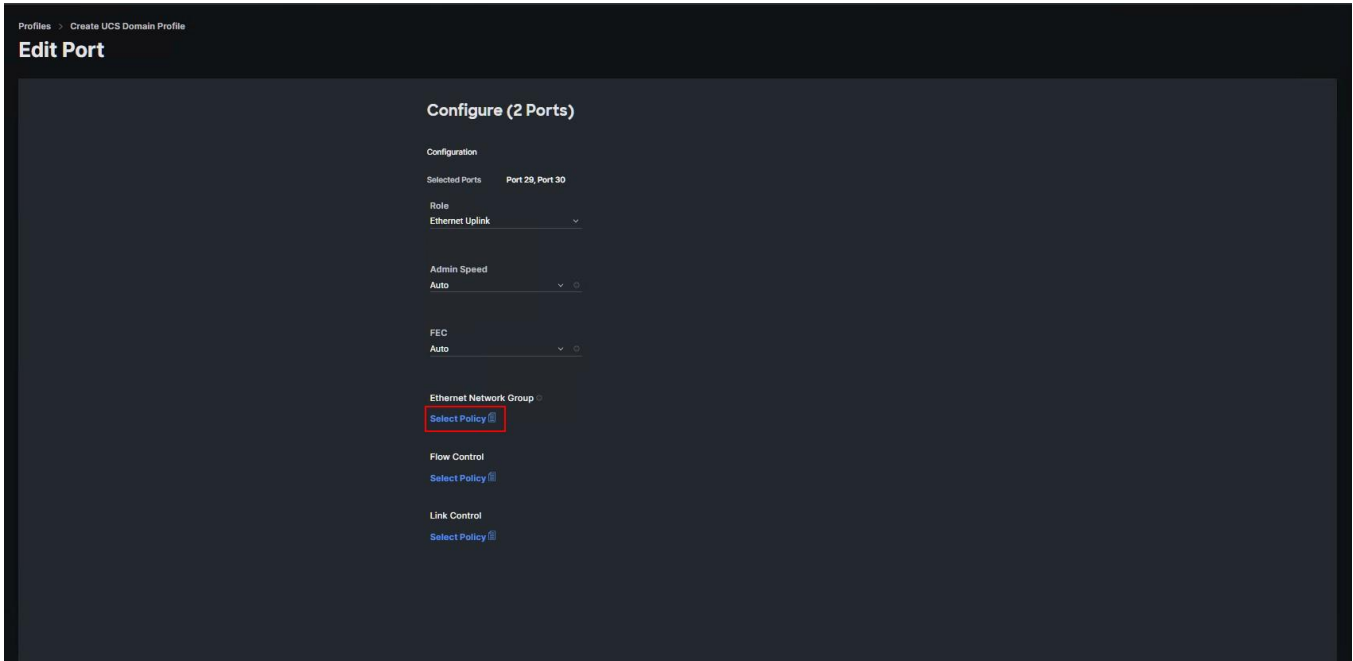 Profiles > Create UCS Domain Profile
Edit Port
Configure (2 Ports)
Configuration
Selected Ports Port 29, Port 30
Role
Ethernet Uplink
Admin Speed
Auto
FEC
Auto
Ethernet Network Group
Select Policy
Flow Control
Select Policy
Link Control
Select Policy